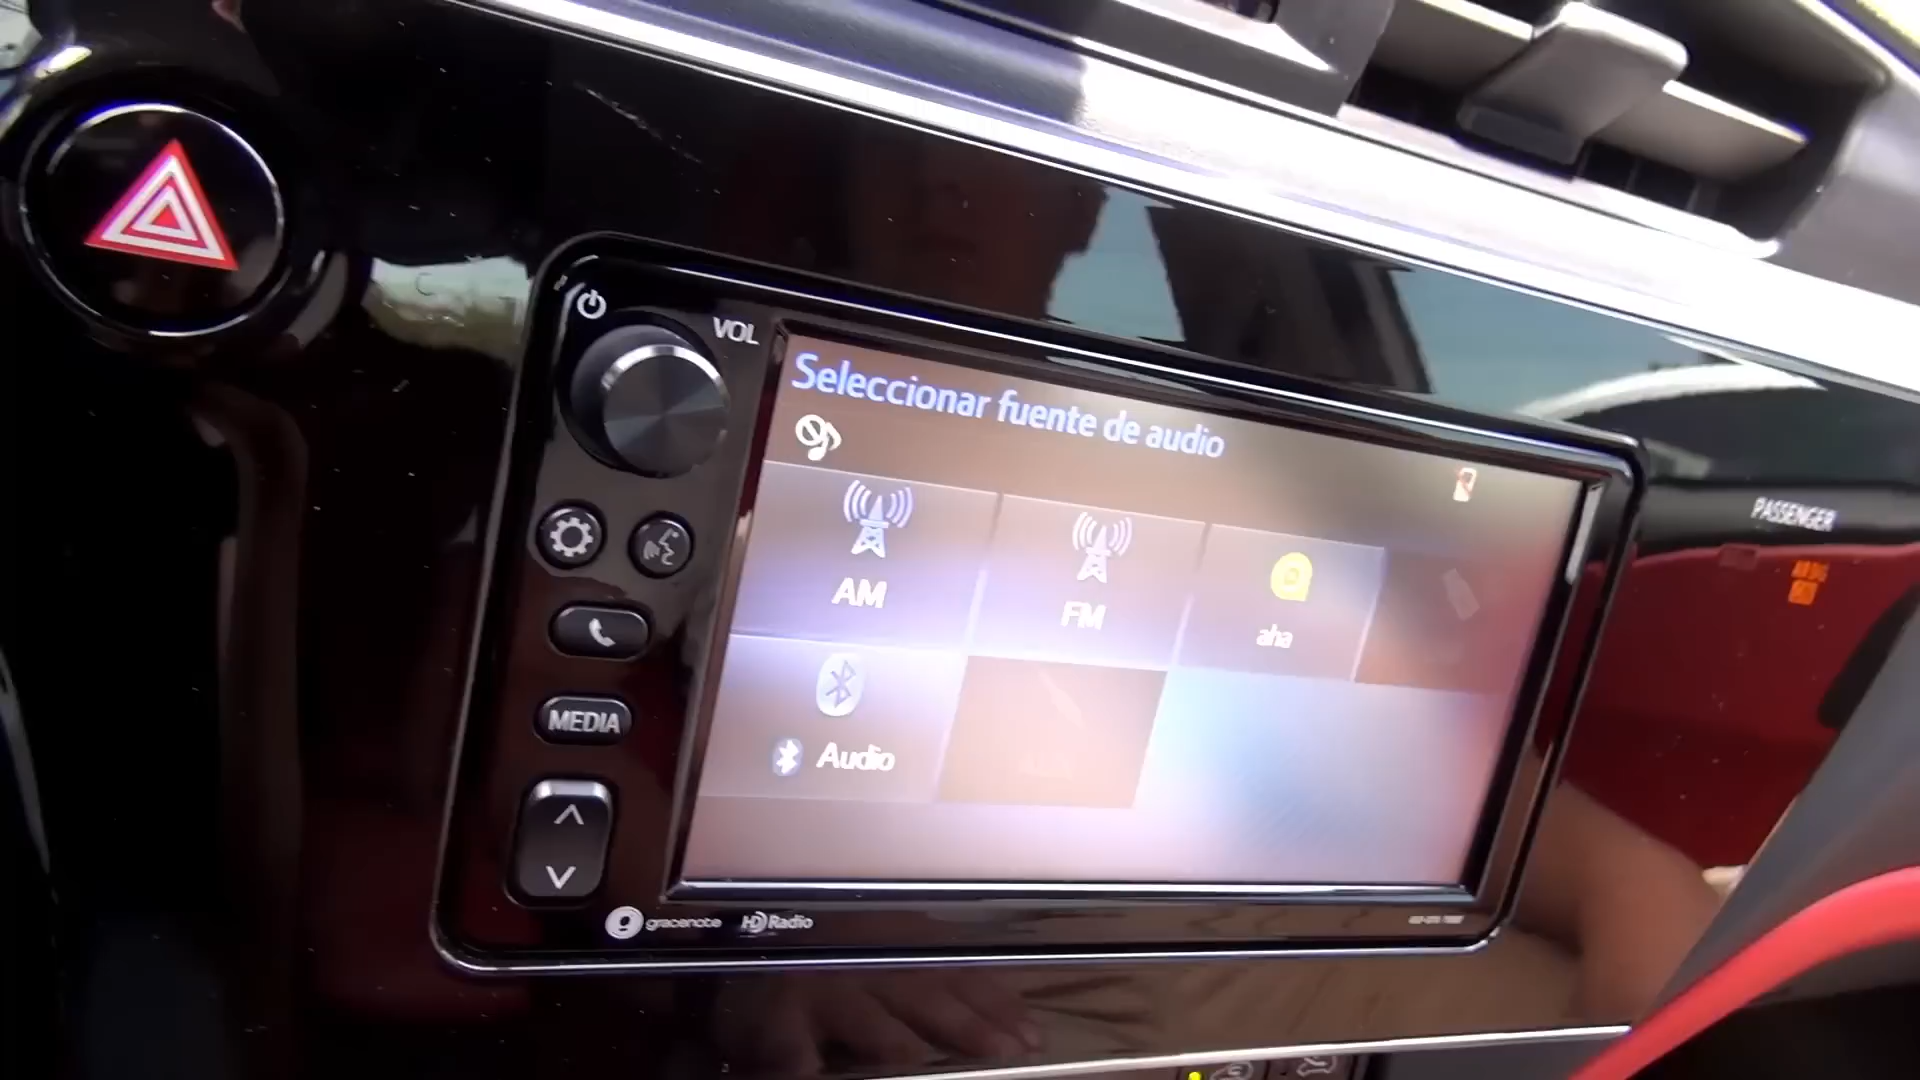 VOL
Seleccionar fuente de audio
AM
FM
aha
Audio
MEDIA
gracenote
HD Radio
PASSENGER